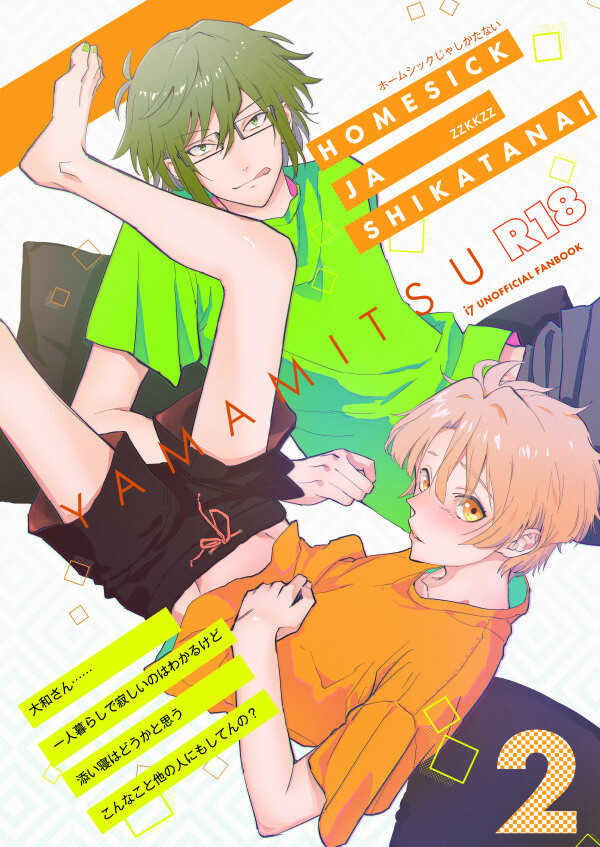 ホームシックじゃしがたない
HOMESICK
JA
ZZKKZZ
SHIKATANAI
YAMAMITSU
R18
i7 UNOFFICIAL FANBOOK
大和さん……
一人暮らしで寂しいのはわかるけど
添い寝はどうかと思う
こんなこと他の人にもしてんの？
2